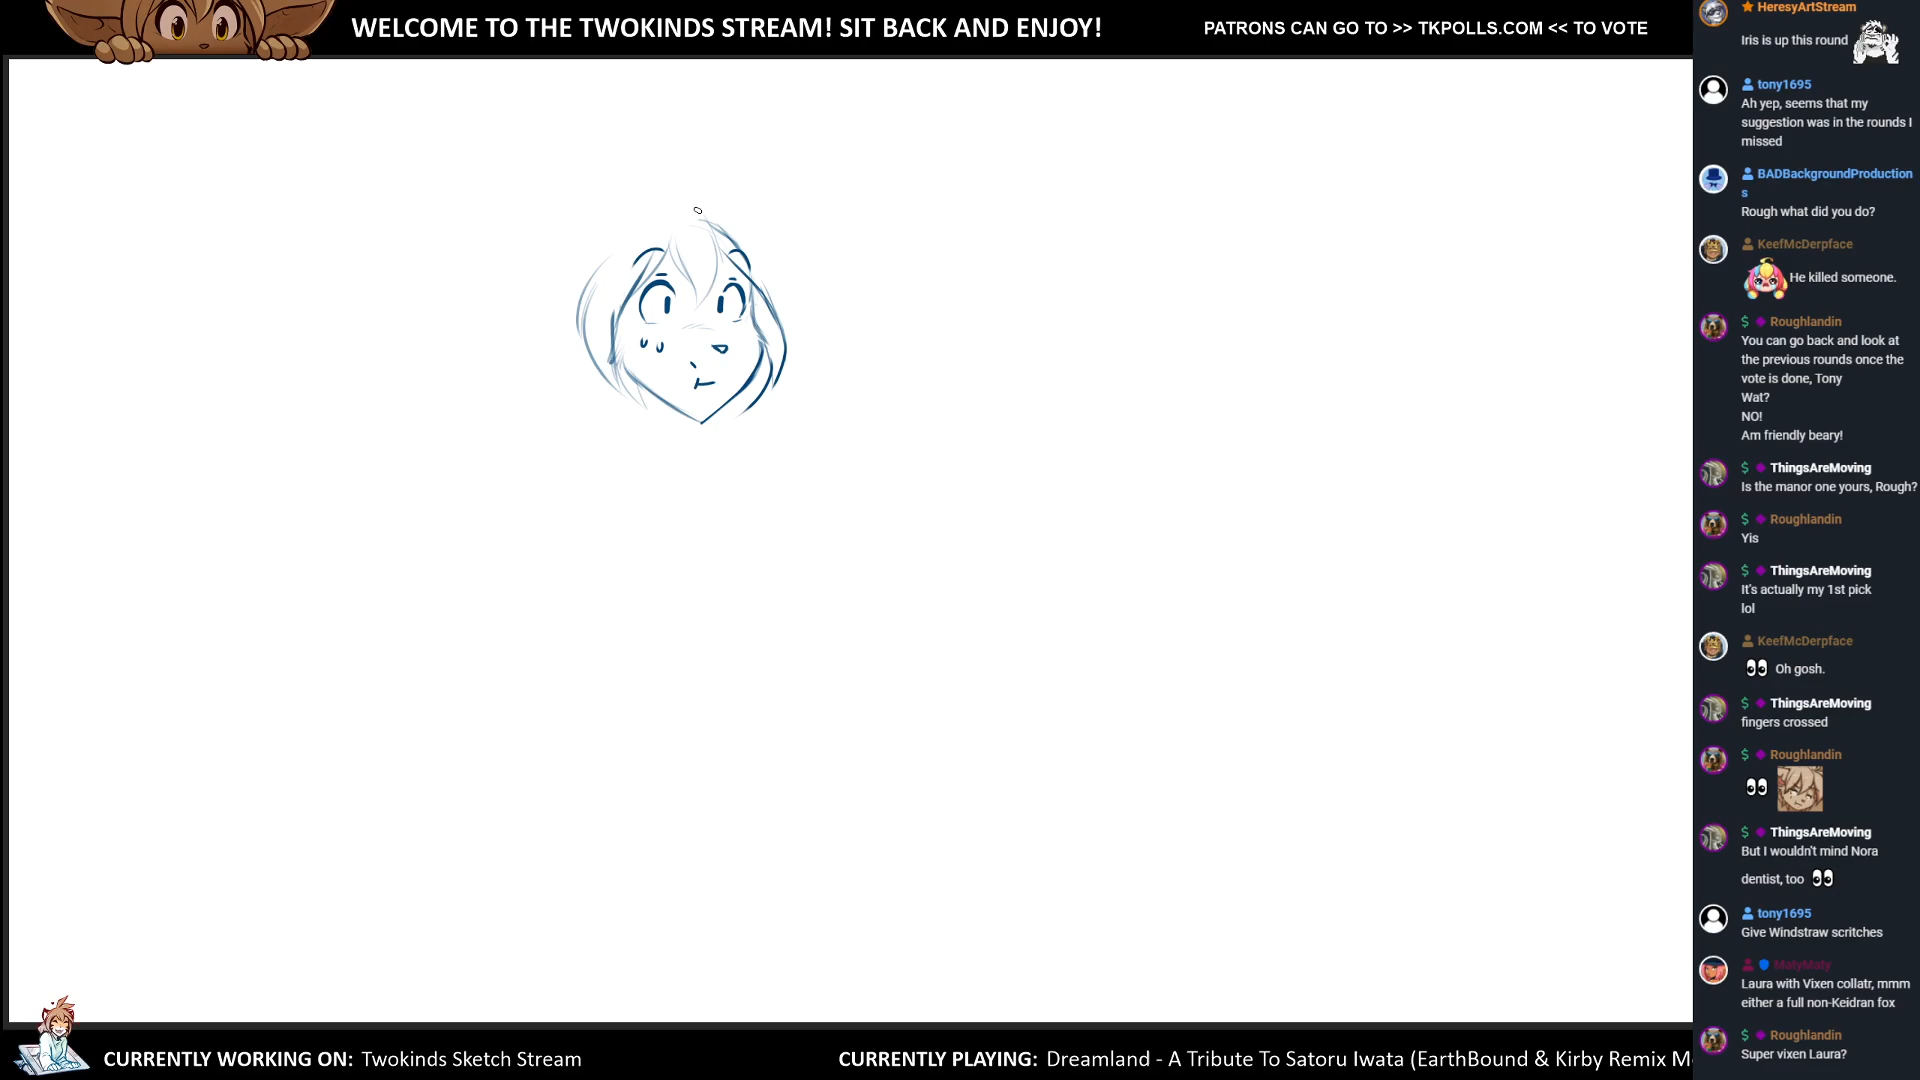 WELCOME TO THE TWOKINDS STREAM! SIT BACK AND ENJOY!
PATRONS CAN GO TO >> TKPOLLS.COM << TO VOTE
HeresyArtStream
Iris is up this round
tony1695
Ah yep, seems that my
suggestion was in the rounds I
missed
BADBackgroundProduction
s
Rough what did you do?
KeefMcDerpface
He killed someone.
$ Roughlandin
You can go back and look at
the previous rounds once the
vote is done, Tony
Wat?
NO!
Am friendly beary!
$ ThingsAreMoving
Is the manor one yours, Rough?
$ Roughlandin
Yis
$ ThingsAreMoving
It's actually my 1st pick
lol
KeefMcDerpface
Oh gosh.
$ ThingsAreMoving
fingers crossed
$ Roughlandin
$ ThingsAreMoving
But I wouldn't mind Nora
dentist, too
tony1695
Give Windstraw scritches
MotyMaty
Laura with Vixen collatr, mmm
either a full non-Keidran fox
$ Roughlandin
Super vixen Laura?
CURRENTLY WORKING ON: Twokinds Sketch Stream
CURRENTLY PLAYING: Dreamland - A Tribute To Satoru Iwata (EarthBound & Kirby Remix M